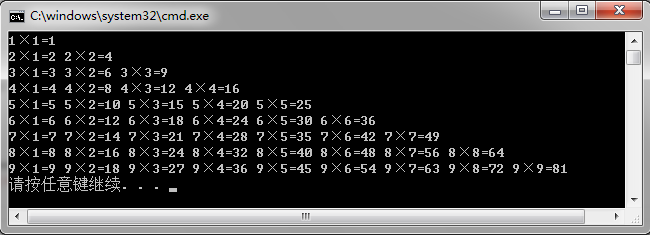 C:\windows\system32\cmd.exe
1×1=1
2×1=2 2×2=4
3×1=3 3×2=6 3×3=9
4×1=4 4×2=8 4×3=12 4×4=16
5×1=5 5×2=10 5×3=15 5×4=20 5×5=25
6×1=6 6×2=12 6×3=18 6×4=24 6×5=30 6×6=36
7×1=7 7×2=14 7×3=21 7×4=28 7×5=35 7×6=42 7×7=49
8×1=8 8×2=16 8×3=24 8×4=32 8×5=40 8×6=48 8×7=56 8×8=64
9×1=9 9×2=18 9×3=27 9×4=36 9×5=45 9×6=54 9×7=63 9×8=72 9×9=81
请按任意键继续. . .